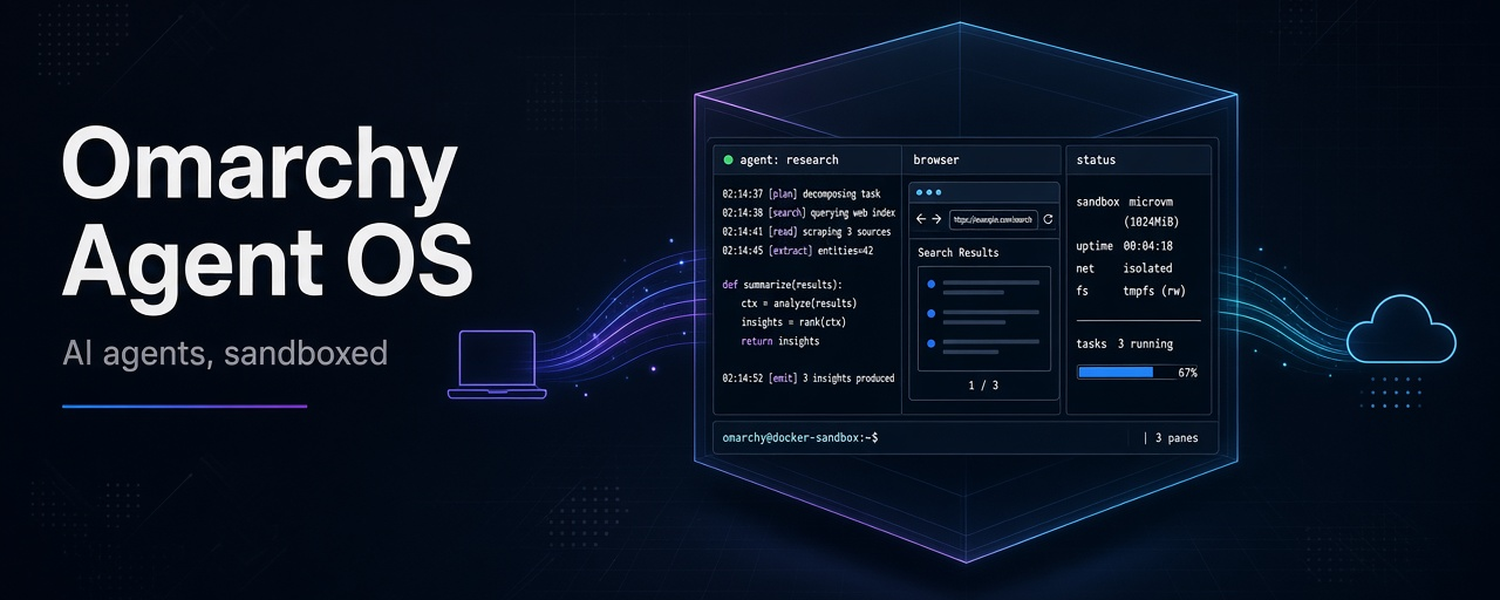 Omarchy
Agent OS
AI agents, sandboxed
agent: research
02:14:37 [plan] decomposing task
02:14:38 [search] querying web index
02:14:41 [read] scraping 3 sources
02:14:45 [extract] entities=42
def summarize(results):
ctx = analyze(results)
insights = rank(ctx)
return insights
02:14:52 [emit] 3 insights produced
browser
Search Results
1 / 3
status
sandbox microvm
(1024MiB)
uptime 00:04:18
net isolated
fs tmpfs (rw)
tasks 3 running
67%
omarchy@docker-sandbox:~$
| 3 panes